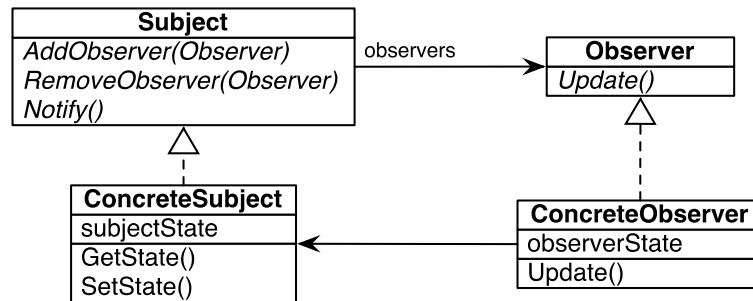 Subject
AddObserver(Observer)
RemoveObserver(Observer)
Notify()
observers
Observer
Update()
ConcreteSubject
subjectState
GetState()
SetState()
ConcreteObserver
observerState
Update()